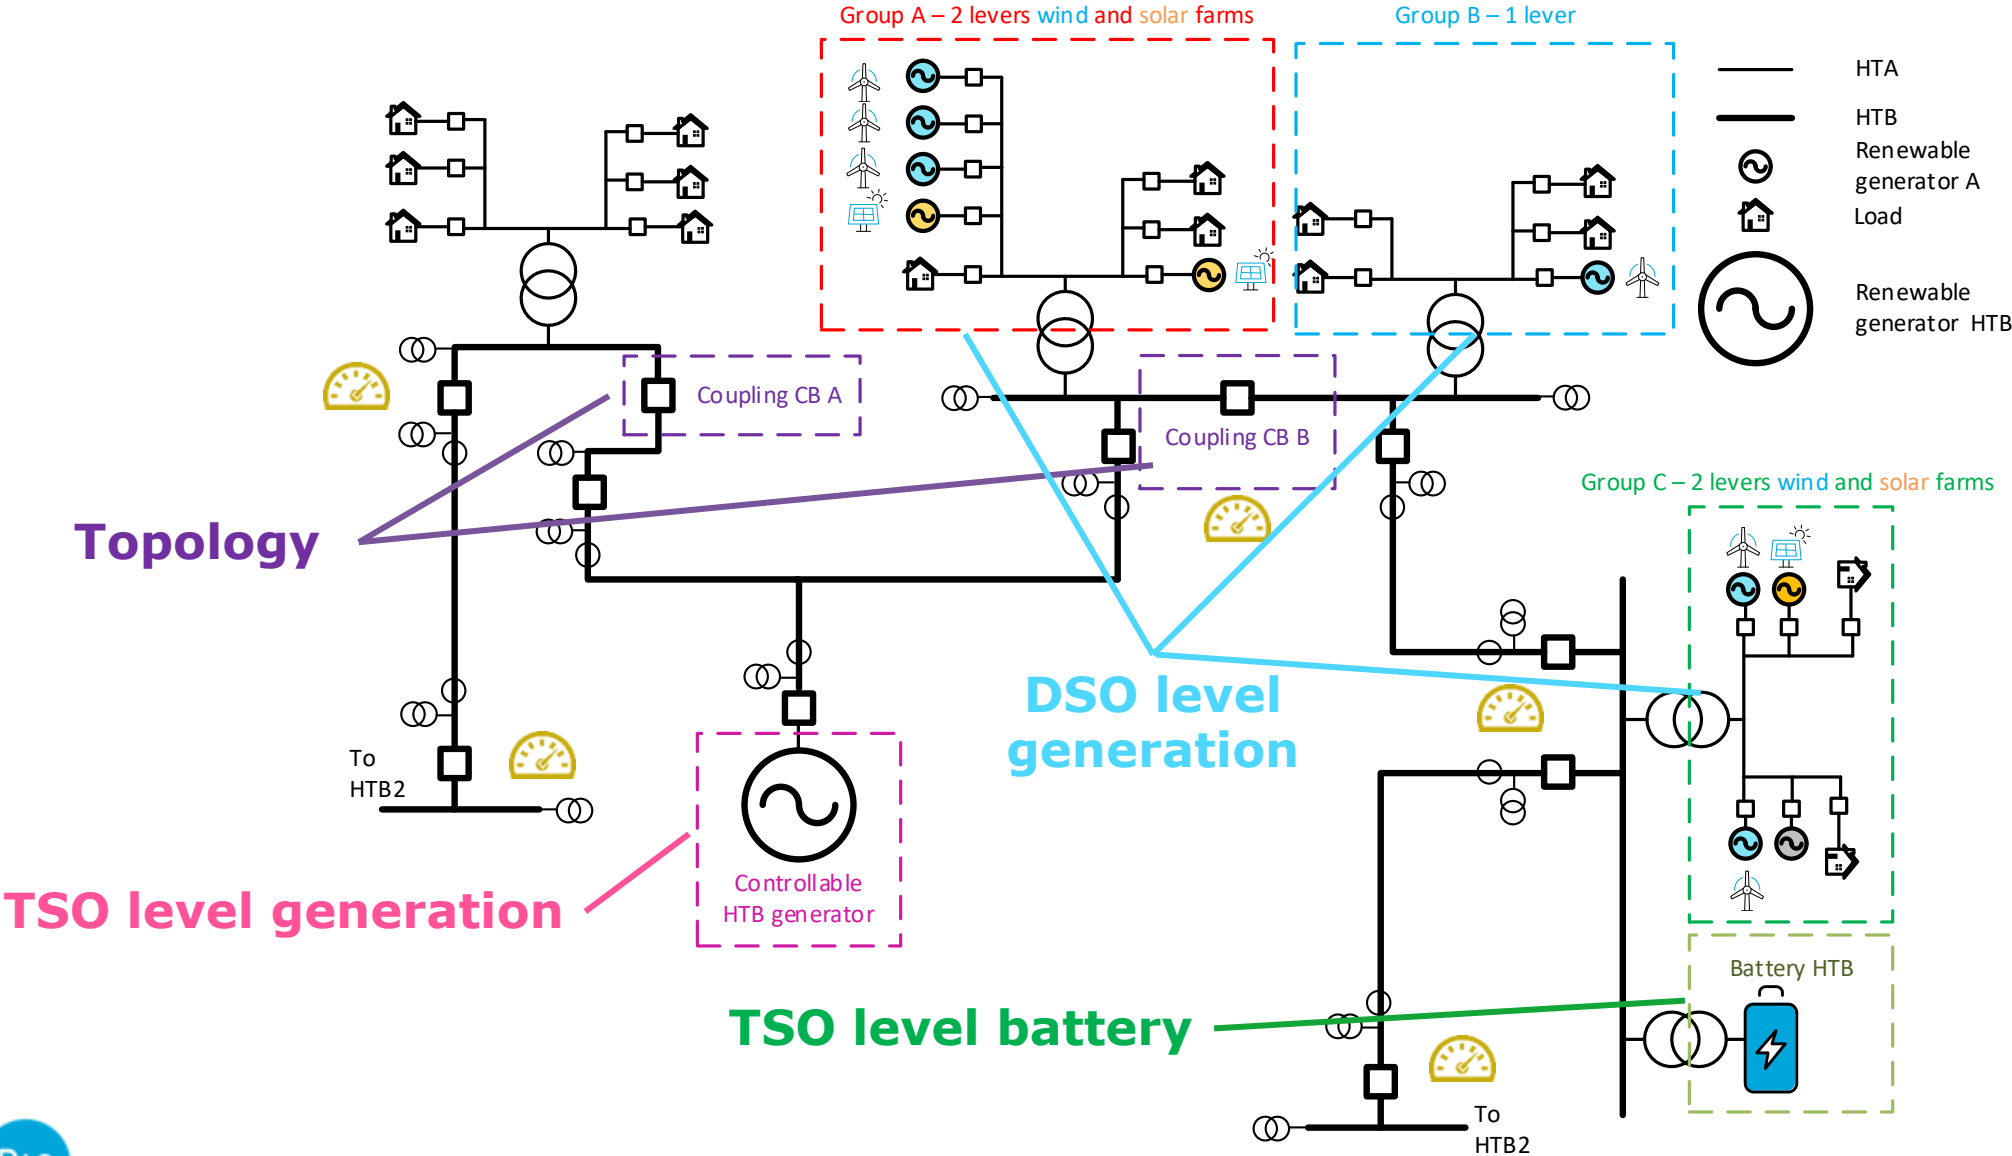 Group A – 2 levers wind and solar farms
Group B – 1 lever
HTA
HTB
Renewable
generator A
Load
Renewable
generator HTB
Coupling CB A
Coupling CB B
Group C – 2 levers wind and solar farms
Topology
DSO level
generation
To
HTB2
Controllable
HTB generator
TSO level generation
Battery HTB
TSO level battery
To
HTB2